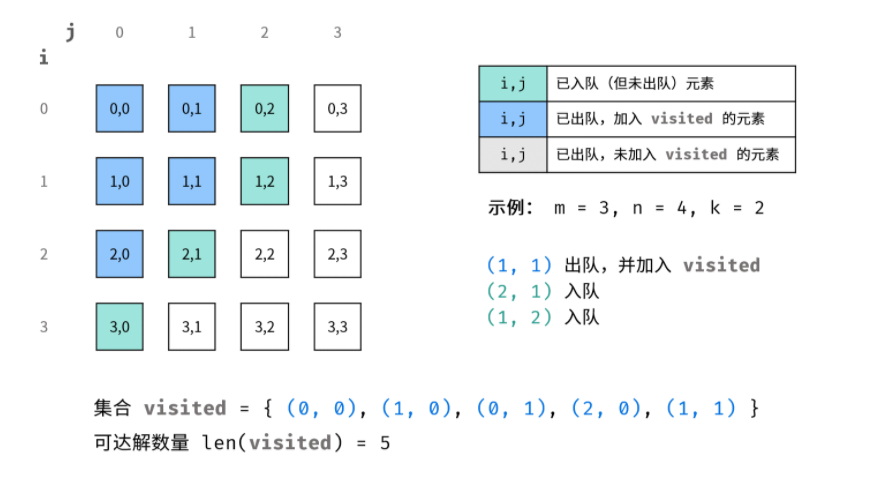 j 0 1 2 3
i
0 0,0 0,1 0,2 0,3
1 1,0 1,1 1,2 1,3
2 2,0 2,1 2,2 2,3
3 3,0 3,1 3,2 3,3
i,j 已入队（但未出队）元素
i,j 已出队，加入 visited 的元素
i,j 已出队，未加入 visited 的元素
示例： m = 3, n = 4, k = 2
(1, 1) 出队，并加入 visited
(2, 1) 入队
(1, 2) 入队
集合 visited = { (0, 0), (1, 0), (0, 1), (2, 0), (1, 1) }
可达解数量 len(visited) = 5